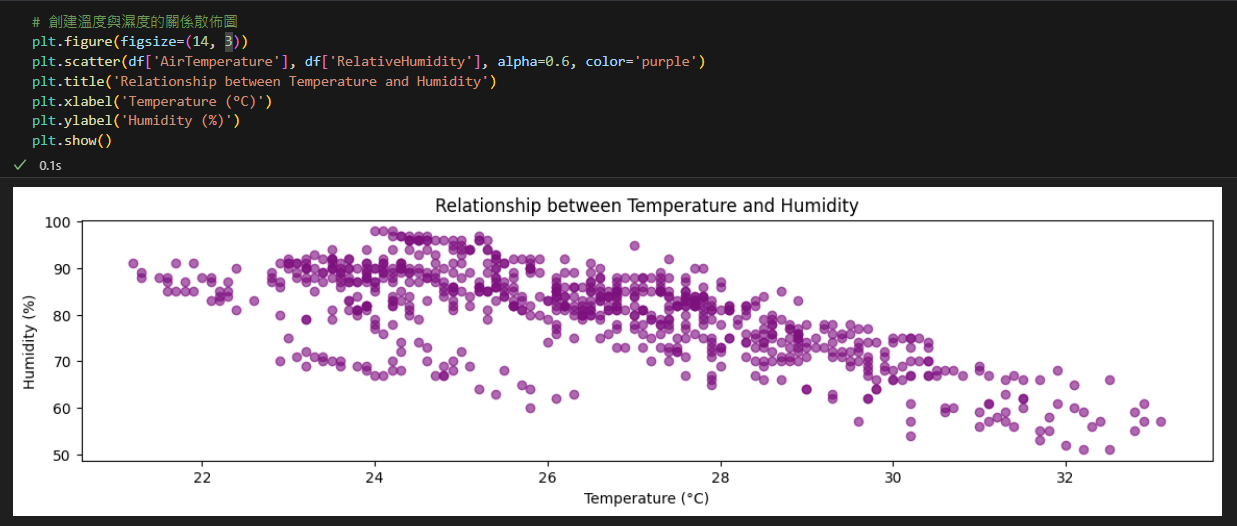 # 創建溫度與濕度的關係散佈圖
plt.figure(figsize=(14, 3))
plt.scatter(df['AirTemperature'], df['RelativeHumidity'], alpha=0.6, color='purple')
plt.title('Relationship between Temperature and Humidity')
plt.xlabel('Temperature (°C)')
plt.ylabel('Humidity (%)')
plt.show()
✓ 0.1s
Relationship between Temperature and Humidity
Humidity (%)
100
90
80
70
60
50
22 24 26 28 30 32
Temperature (°C)